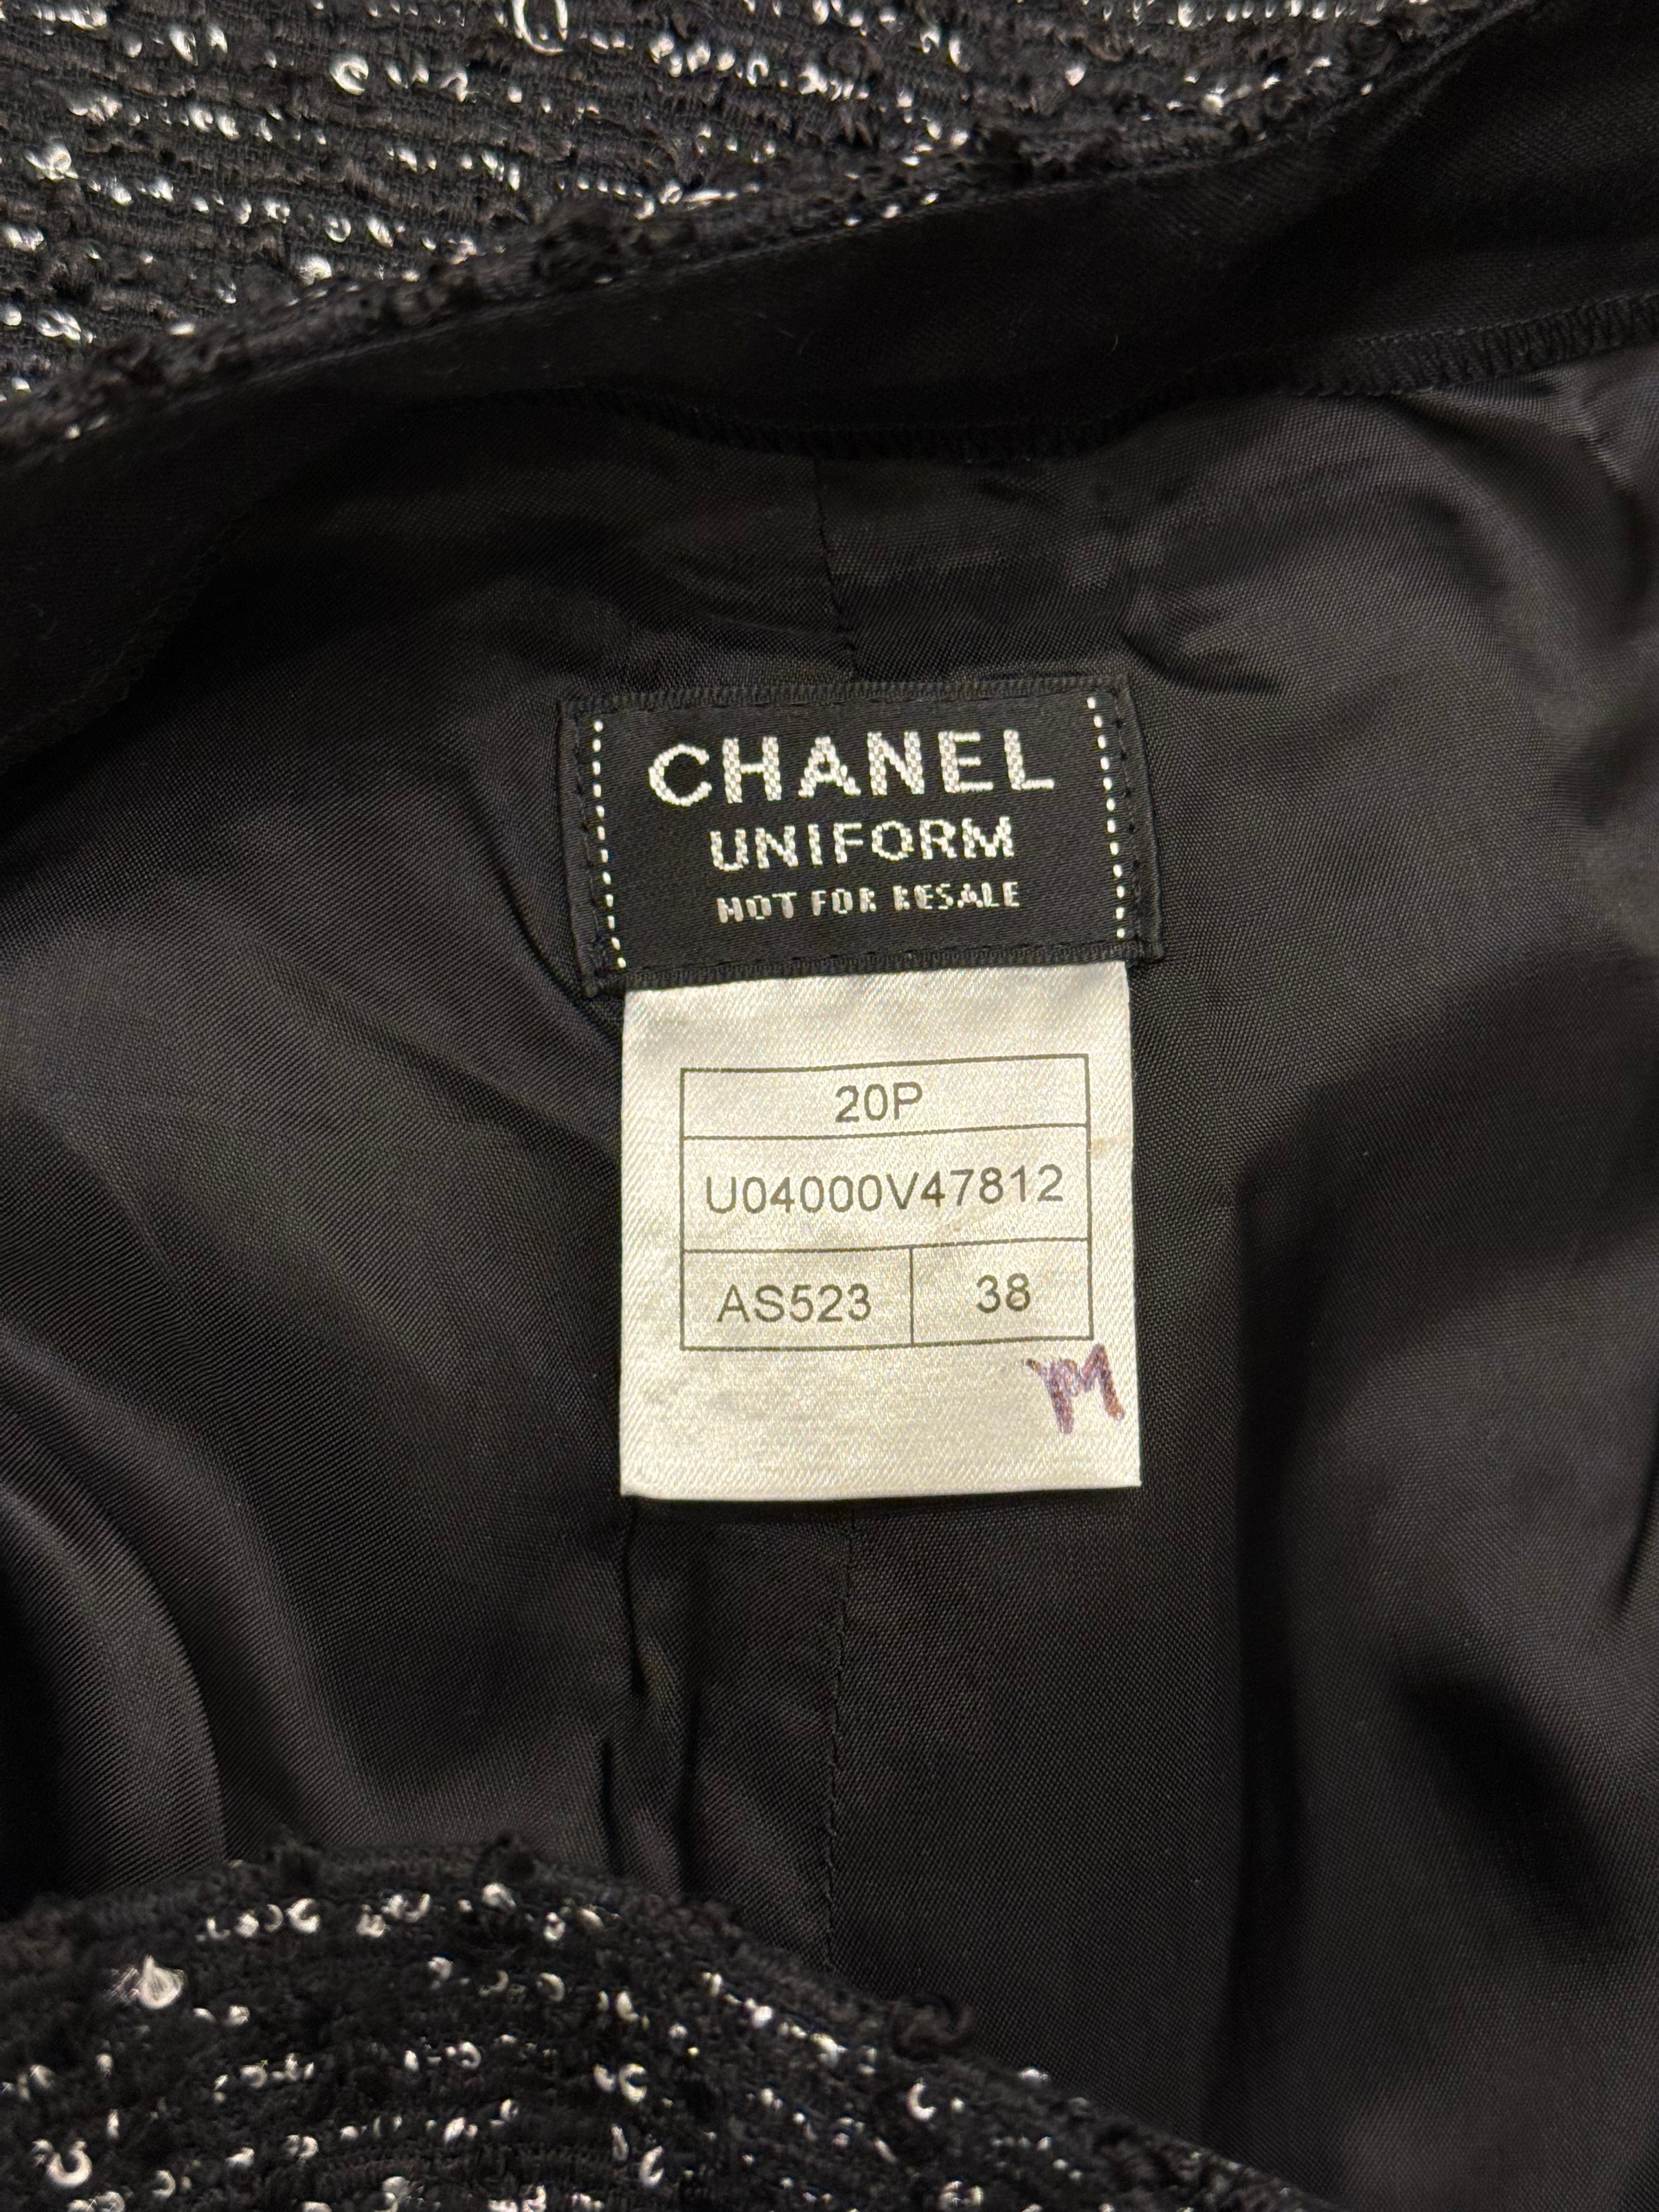 CHANEL
UNIFORM
NOT FOR RESALE
20P
U04000V47812
AS523 38
M